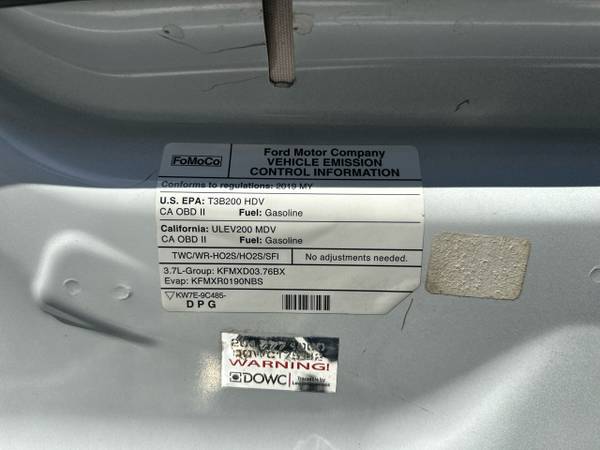 FoMoCo
Ford Motor Company
VEHICLE EMISSION
CONTROL INFORMATION
Conforms to regulations: 2019 MY
U.S. EPA: T3B200 HDV
CA OBD II Fuel: Gasoline
California: ULEV200 MDV
CA OBD II Fuel: Gasoline
TWC/WR-HO2S/HO2S/SFI No adjustments needed.
3.7L-Group: KFMXD03.76BX
Evap: KFMXR0190NBS
KW7E-9C485-
D P G
WARNING!
DOWC
Traceable by